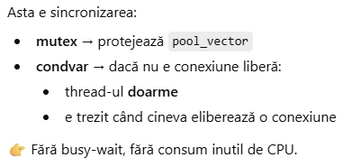 Asta e sincronizarea:
• mutex → protejează pool_vector
• condvar → dacă nu e conexiune liberă:
• thread-ul doarme
• e trezit când cineva eliberează o conexiune
👉 Fără busy-wait, fără consum inutil de CPU.